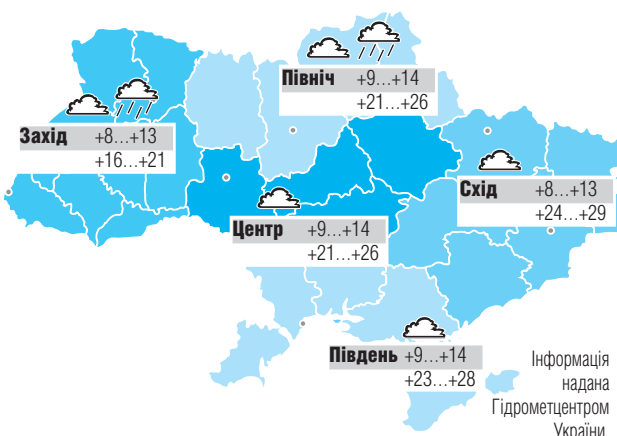 Північ +9...+14
+21...+26
Захід +8...+13
+16...+21
Схід +8...+13
+24...+29
Центр +9...+14
+21...+26
Південь +9...+14
+23...+28
Інформація
надана
Гідрометцентром
України